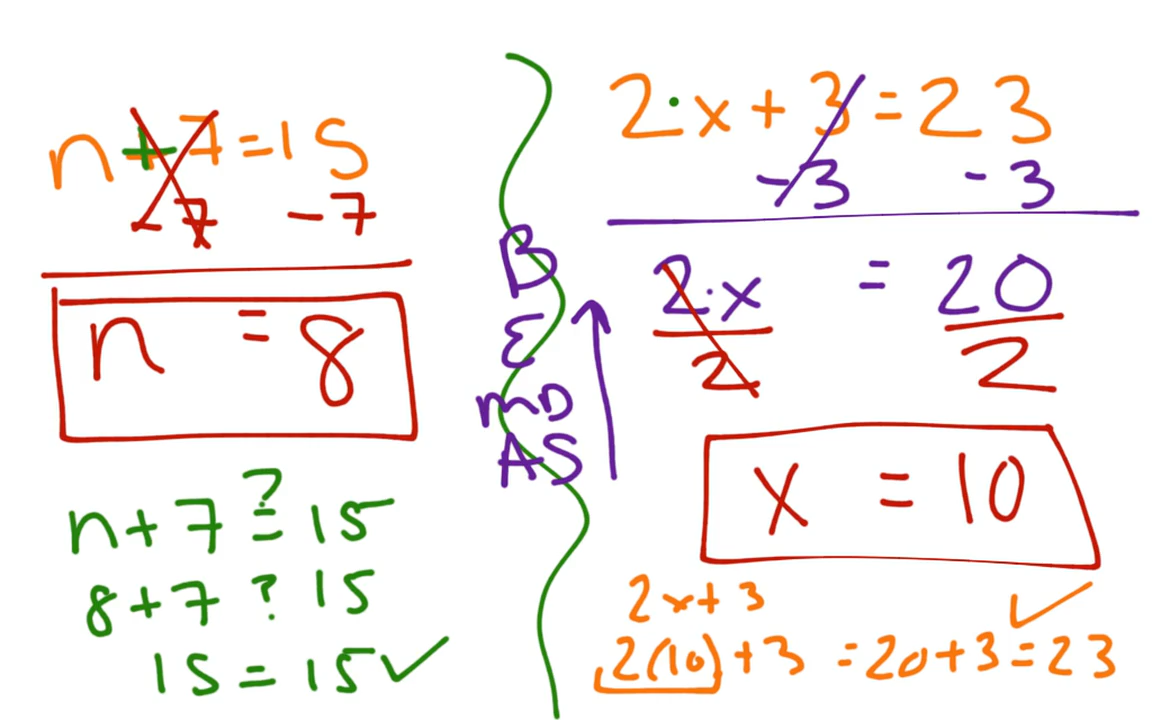 n + 7 = 15
- 7 - 7
n = 8
n + 7 ≟ 15
8 + 7 ? 15
15 = 15 ✓
B
E
mD
AS
2·x + 3 = 23
- 3 - 3
2·x = 20
2 2
x = 10
2x + 3
2(10) + 3 = 20 + 3 = 23 ✓